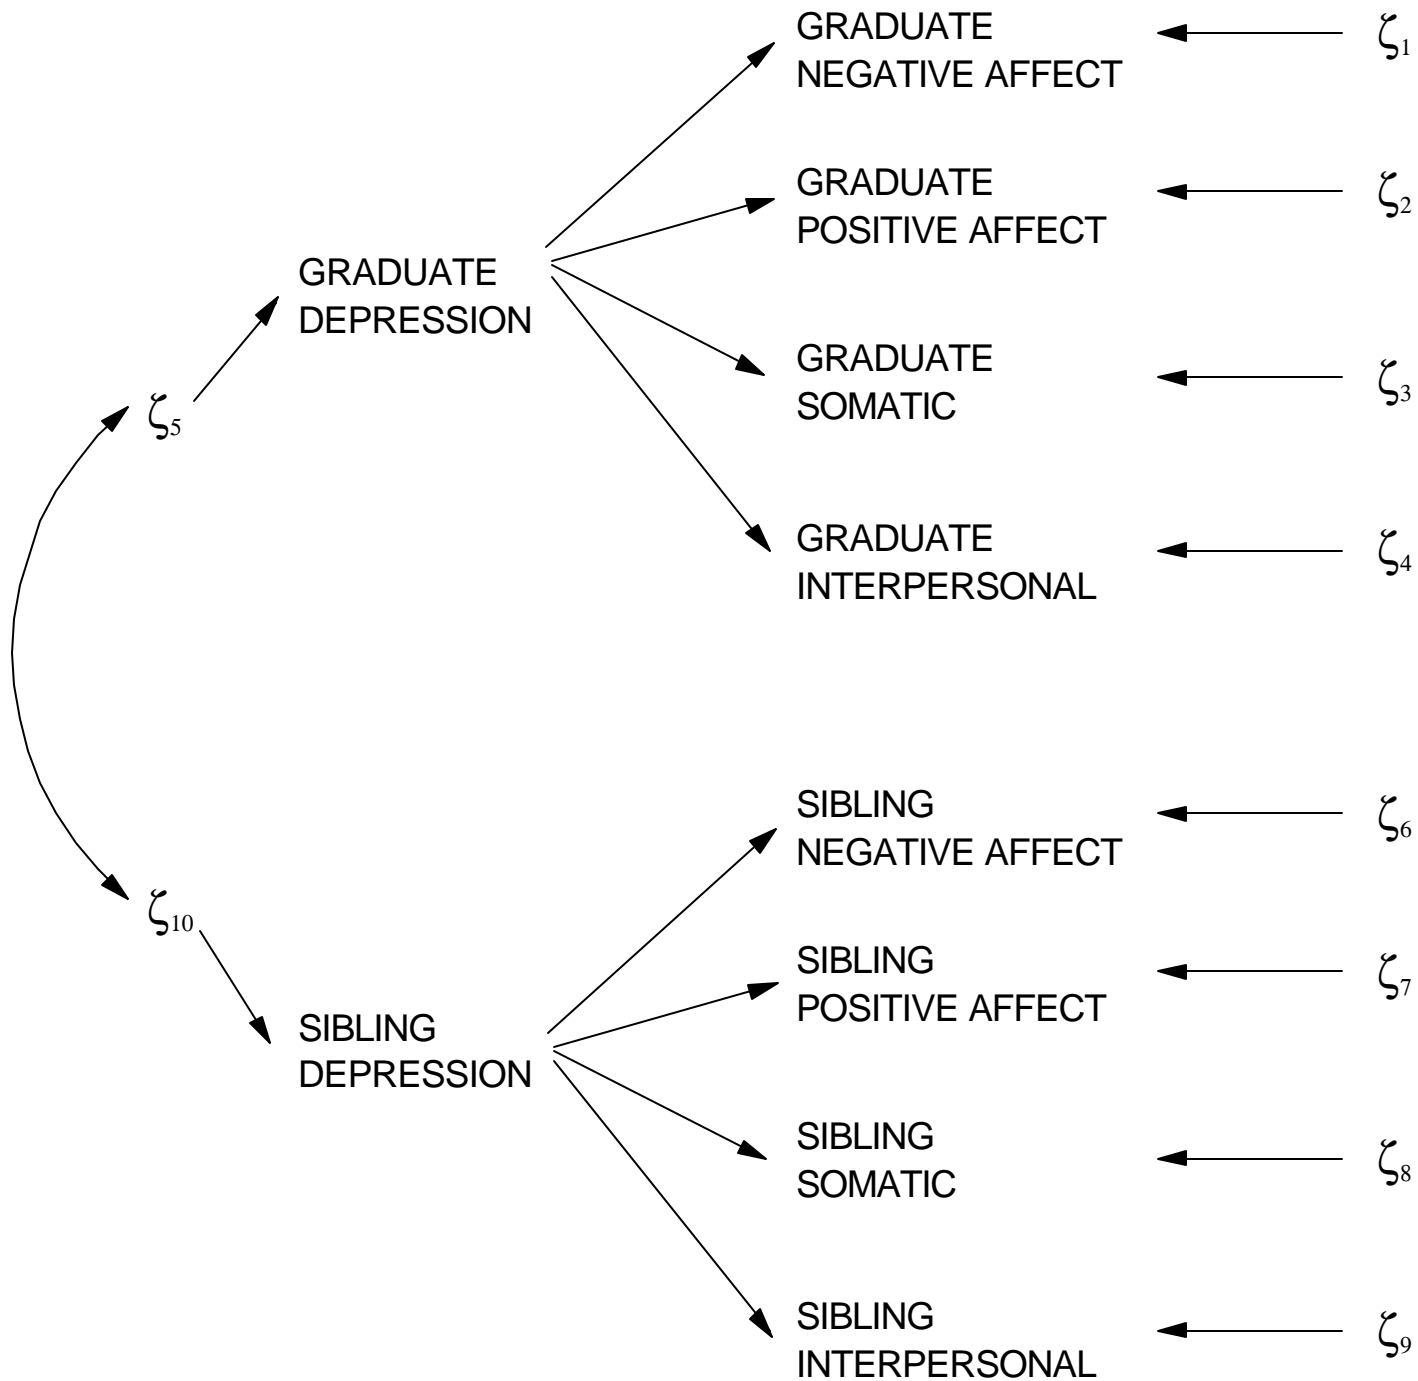 GRADUATE
NEGATIVE AFFECT
ζ1
GRADUATE
POSITIVE AFFECT
ζ2
GRADUATE
DEPRESSION
GRADUATE
SOMATIC
ζ3
ζ5
GRADUATE
INTERPERSONAL
ζ4
SIBLING
NEGATIVE AFFECT
ζ6
ζ10
SIBLING
POSITIVE AFFECT
ζ7
SIBLING
DEPRESSION
SIBLING
SOMATIC
ζ8
SIBLING
INTERPERSONAL
ζ9